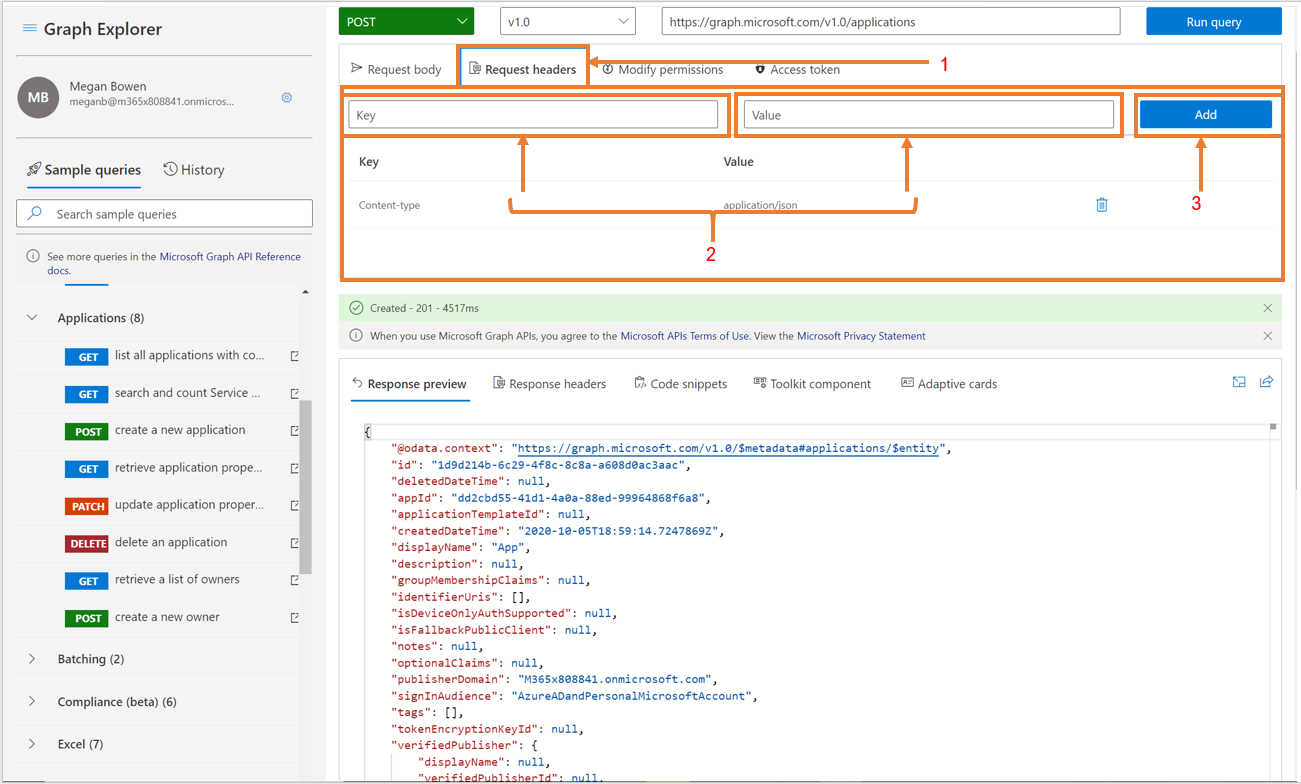 Graph Explorer
MB
Megan Bowen
meganb@m365x808841.onmicros...
Sample queries
History
Search sample queries
See more queries in the Microsoft Graph API Reference
docs.
Applications (8)
GET list all applications with co...
GET search and count Service ...
POST create a new application
GET retrieve application prope...
PATCH update application proper...
DELETE delete an application
GET retrieve a list of owners
POST create a new owner
Batching (2)
Compliance (beta) (6)
Excel (7)
POST v1.0 https://graph.microsoft.com/v1.0/applications Run query
Request body Request headers Modify permissions Access token 1
Key Value Add
Key Value
Content-type application/json
2 3
Created - 201 - 4517ms
When you use Microsoft Graph APIs, you agree to the Microsoft APIs Terms of Use. View the Microsoft Privacy Statement
Response preview Response headers Code snippets Toolkit component Adaptive cards
{
"@odata.context": "https://graph.microsoft.com/v1.0/$metadata#applications/$entity",
"id": "1d9d214b-6c29-4f8c-8c8a-a608d0ac3aac",
"deletedDateTime": null,
"appId": "dd2cbd55-41d1-4a0a-88ed-99964868f6a8",
"applicationTemplateId": null,
"createdDateTime": "2020-10-05T18:59:14.7247869Z",
"displayName": "App",
"description": null,
"groupMembershipClaims": null,
"identifierUris": [],
"isDeviceOnlyAuthSupported": null,
"isFallbackPublicClient": null,
"notes": null,
"optionalClaims": null,
"publisherDomain": "M365x808841.onmicrosoft.com",
"signInAudience": "AzureADandPersonalMicrosoftAccount",
"tags": [],
"tokenEncryptionKeyId": null,
"verifiedPublisher": {
"displayName": null,
"verifiedPublisherId": null,